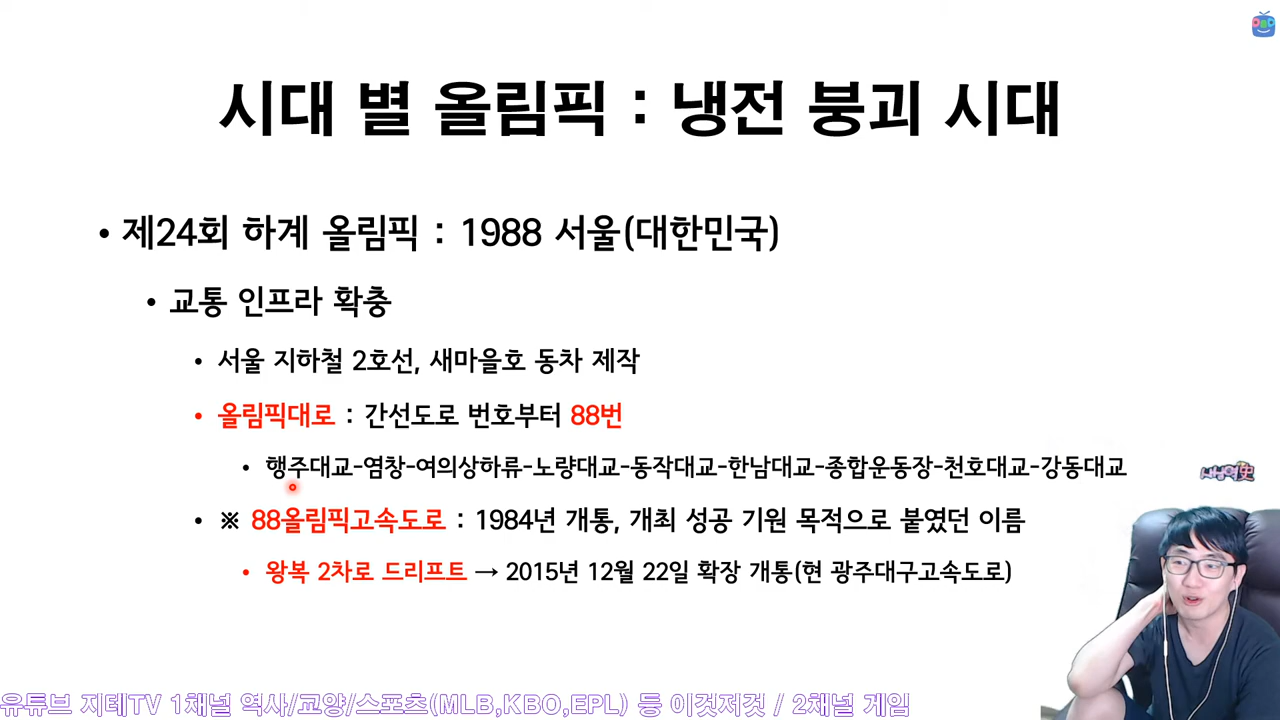 시대 별 올림픽 : 냉전 붕괴 시대
• 제24회 하계 올림픽 : 1988 서울(대한민국)
• 교통 인프라 확충
• 서울 지하철 2호선, 새마을호 동차 제작
• 올림픽대로 : 간선도로 번호부터 88번
• 행주대교-염창-여의상하류-노량대교-동작대교-한남대교-종합운동장-천호대교-강동대교
• ※ 88올림픽고속도로 : 1984년 개통, 개최 성공 기원 목적으로 붙였던 이름
• 왕복 2차로 드리프트 → 2015년 12월 22일 확장 개통(현 광주대구고속도로)
유튜브 지테TV 1채널 역사/교양/스포츠(MLB,KBO,EPL) 등 이것저것 / 2채널 게임